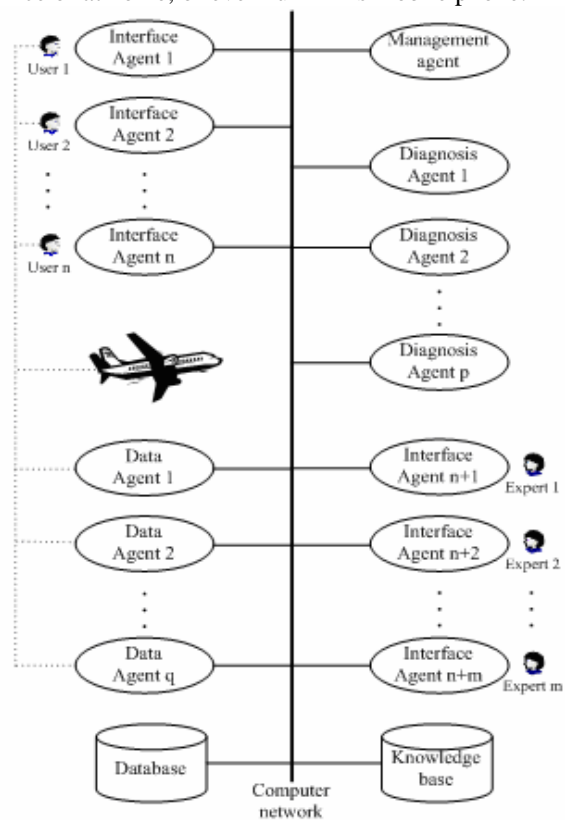 Interface
Agent 1
User 1
Management
agent
Interface
Agent 2
User 2
Diagnosis
Agent 1
Interface
Agent n
User n
Diagnosis
Agent 2
Diagnosis
Agent p
Data
Agent 1
Interface
Agent n+1
Expert 1
Data
Agent 2
Interface
Agent n+2
Expert 2
Data
Agent q
Interface
Agent n+m
Expert m
Database
Knowledge
base
Computer
network